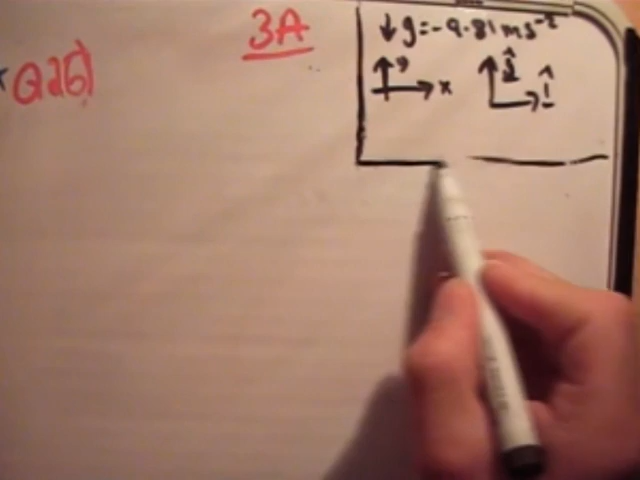 3A
↓ g = -9.81 ms⁻²
* Q26)
y
x
ĵ
î